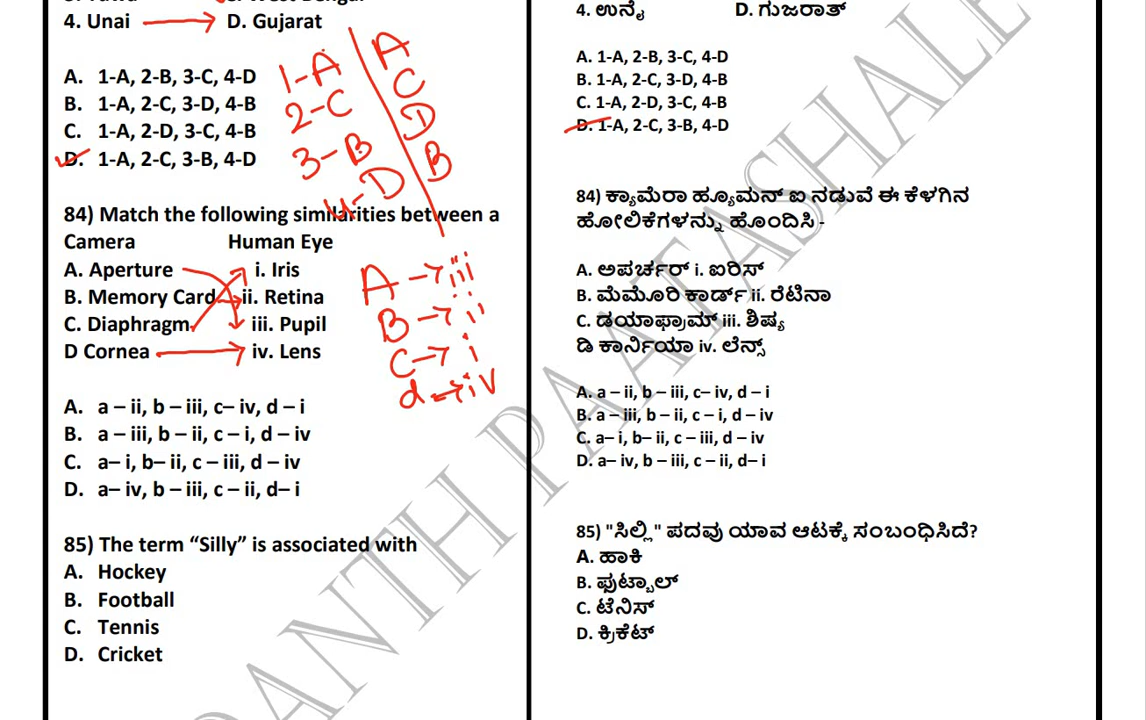 4. Unai D. Gujarat
A. 1-A, 2-B, 3-C, 4-D
B. 1-A, 2-C, 3-D, 4-B
C. 1-A, 2-D, 3-C, 4-B
D. 1-A, 2-C, 3-B, 4-D
1-A A
2-C C
3-B D
4-D B
84) Match the following similarities between a
Camera Human Eye
A. Aperture i. Iris
B. Memory Card ii. Retina
C. Diaphragm iii. Pupil
D Cornea iv. Lens
A → iii
B → ii
C → i
d → iv
A. a – ii, b – iii, c– iv, d – i
B. a – iii, b – ii, c – i, d – iv
C. a– i, b– ii, c – iii, d – iv
D. a– iv, b – iii, c – ii, d– i
85) The term “Silly” is associated with
A. Hockey
B. Football
C. Tennis
D. Cricket
4. ಉನೈ D. ಗುಜರಾತ್
A. 1-A, 2-B, 3-C, 4-D
B. 1-A, 2-C, 3-D, 4-B
C. 1-A, 2-D, 3-C, 4-B
D. 1-A, 2-C, 3-B, 4-D
84) ಕ್ಯಾಮೆರಾ ಹ್ಯೂಮನ್ ಐ ನಡುವೆ ಈ ಕೆಳಗಿನ
ಹೋಲಿಕೆಗಳನ್ನು ಹೊಂದಿಸಿ -
A. ಅಪರ್ಚರ್ i. ಐರಿಸ್
B. ಮೆಮೊರಿ ಕಾರ್ಡ್ ii. ರೆಟಿನಾ
C. ಡಯಾಫ್ರಾಮ್ iii. ಶಿಷ್ಯ
ಡಿ ಕಾರ್ನಿಯಾ iv. ಲೆನ್ಸ್
A. a – ii, b – iii, c– iv, d – i
B. a – iii, b – ii, c – i, d – iv
C. a– i, b– ii, c – iii, d – iv
D. a– iv, b – iii, c – ii, d– i
85) "ಸಿಲ್ಲಿ" ಪದವು ಯಾವ ಆಟಕ್ಕೆ ಸಂಬಂಧಿಸಿದೆ?
A. ಹಾಕಿ
B. ಫುಟ್ಬಾಲ್
C. ಟೆನಿಸ್
D. ಕ್ರಿಕೆಟ್
ANTH PAATASHALE